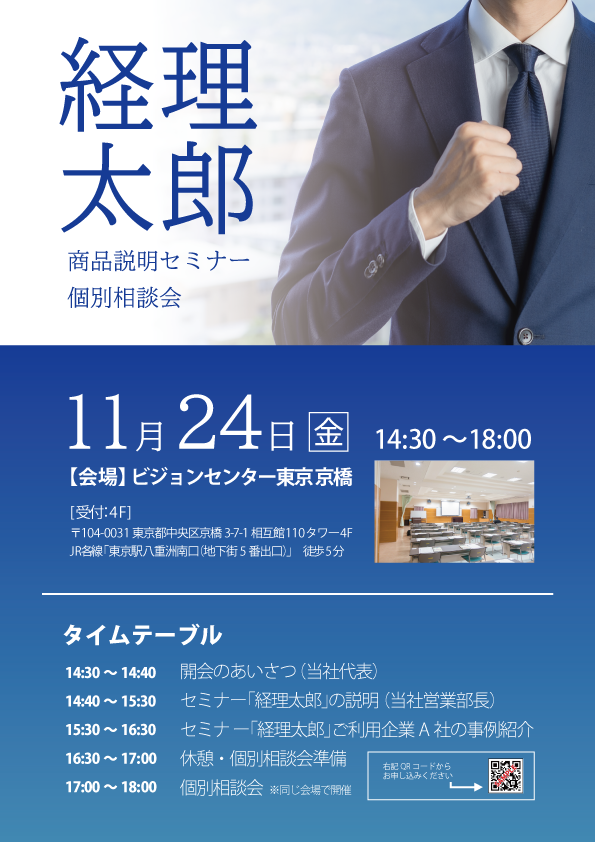 経理
太郎
商品説明セミナー
個別相談会
11月24日 金 14:30 〜18:00
【会場】ビジョンセンター東京 京橋
[受付:4F]
〒104-0031 東京都中央区京橋 3-7-1 相互館110タワー4F
JR各線「東京駅八重洲南口(地下街 5 番出口)」 徒歩5分
タイムテーブル
14:30 〜 14:40 開会のあいさつ(当社代表)
14:40 〜 15:30 セミナー「経理太郎」の説明(当社営業部長)
15:30 〜 16:30 セミナ ー「経理太郎」ご利用企業 A 社の事例紹介
16:30 〜 17:00 休憩・個別相談会準備
17:00 〜 18:00 個別相談会 ※同じ会場で開催
右記 QR コードから
お申し込みください